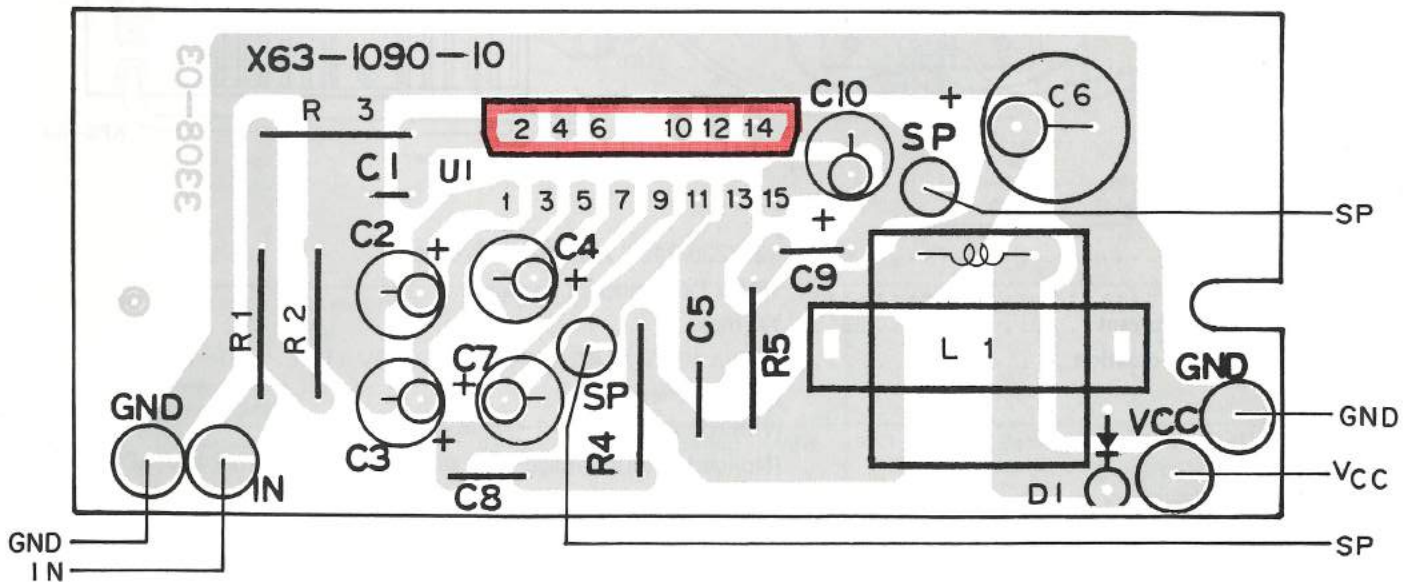 X63-1090-10
3308-03
R 3
C1
U1
2 4 6 10 12 14
1 3 5 7 9 11 13 15
C10
+
SP
+
C6
SP
C2
+
C4
+
C9
R1
R2
C5
R5
L 1
C7
+
SP
C3
+
R4
C8
GND
IN
GND
VCC
D1
GND
VCC
GND
IN
SP